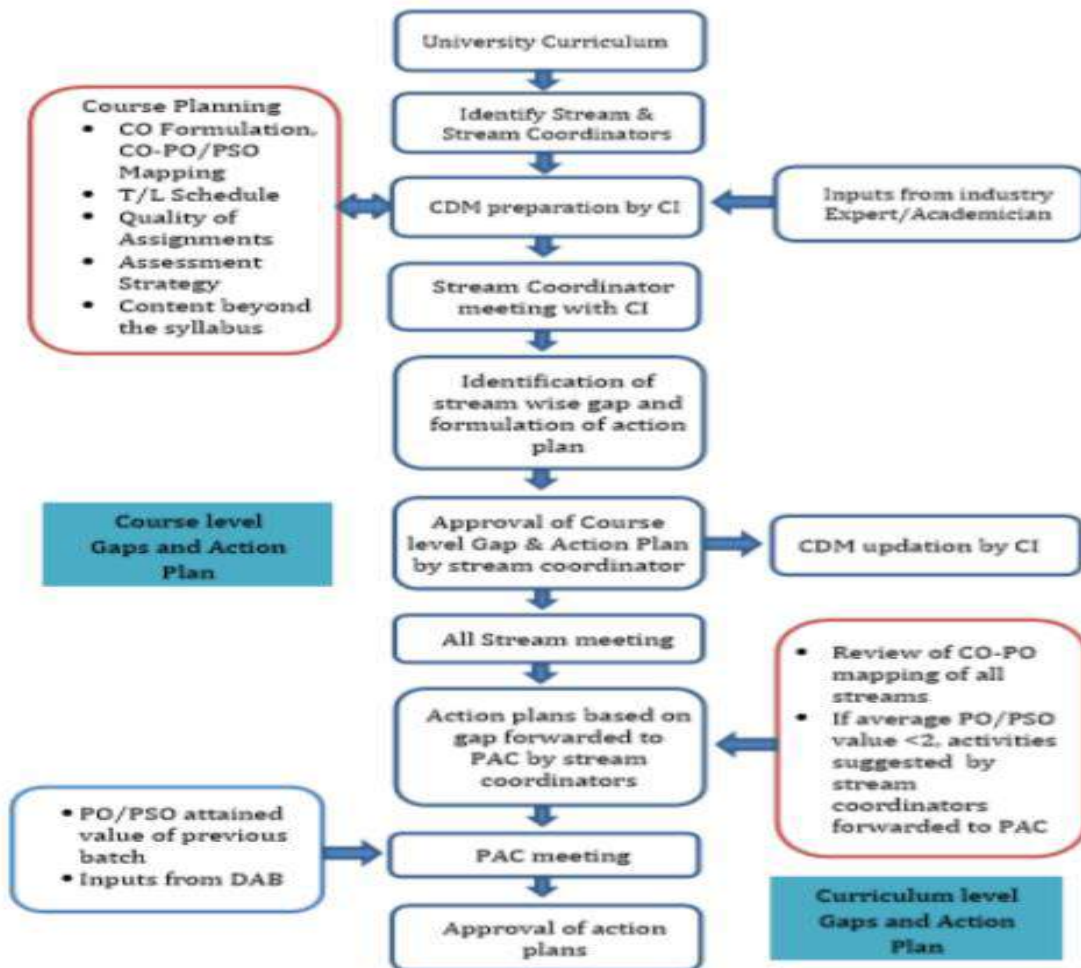 University Curriculum
Identify Stream &
Stream Coordinators
Course Planning
• CO Formulation,
CO-PO/PSO
Mapping
• T/L Schedule
• Quality of
Assignments
• Assessment
Strategy
• Content beyond
the syllabus
CDM preparation by CI
Inputs from industry
Expert/Academician
Stream Coordinator
meeting with CI
Identification of
stream wise gap and
formulation of action
plan
Course level
Gaps and Action
Plan
Approval of Course
level Gap & Action Plan
by stream coordinator
CDM updation by CI
All Stream meeting
Action plans based on
gap forwarded to
PAC by stream
coordinators
• Review of CO-PO
mapping of all
streams
• If average PO/PSO
value <2, activities
suggested by
stream
coordinators
forwarded to PAC
• PO/PSO attained
value of previous
batch
• Inputs from DAB
PAC meeting
Curriculum level
Gaps and Action
Plan
Approval of action
plans